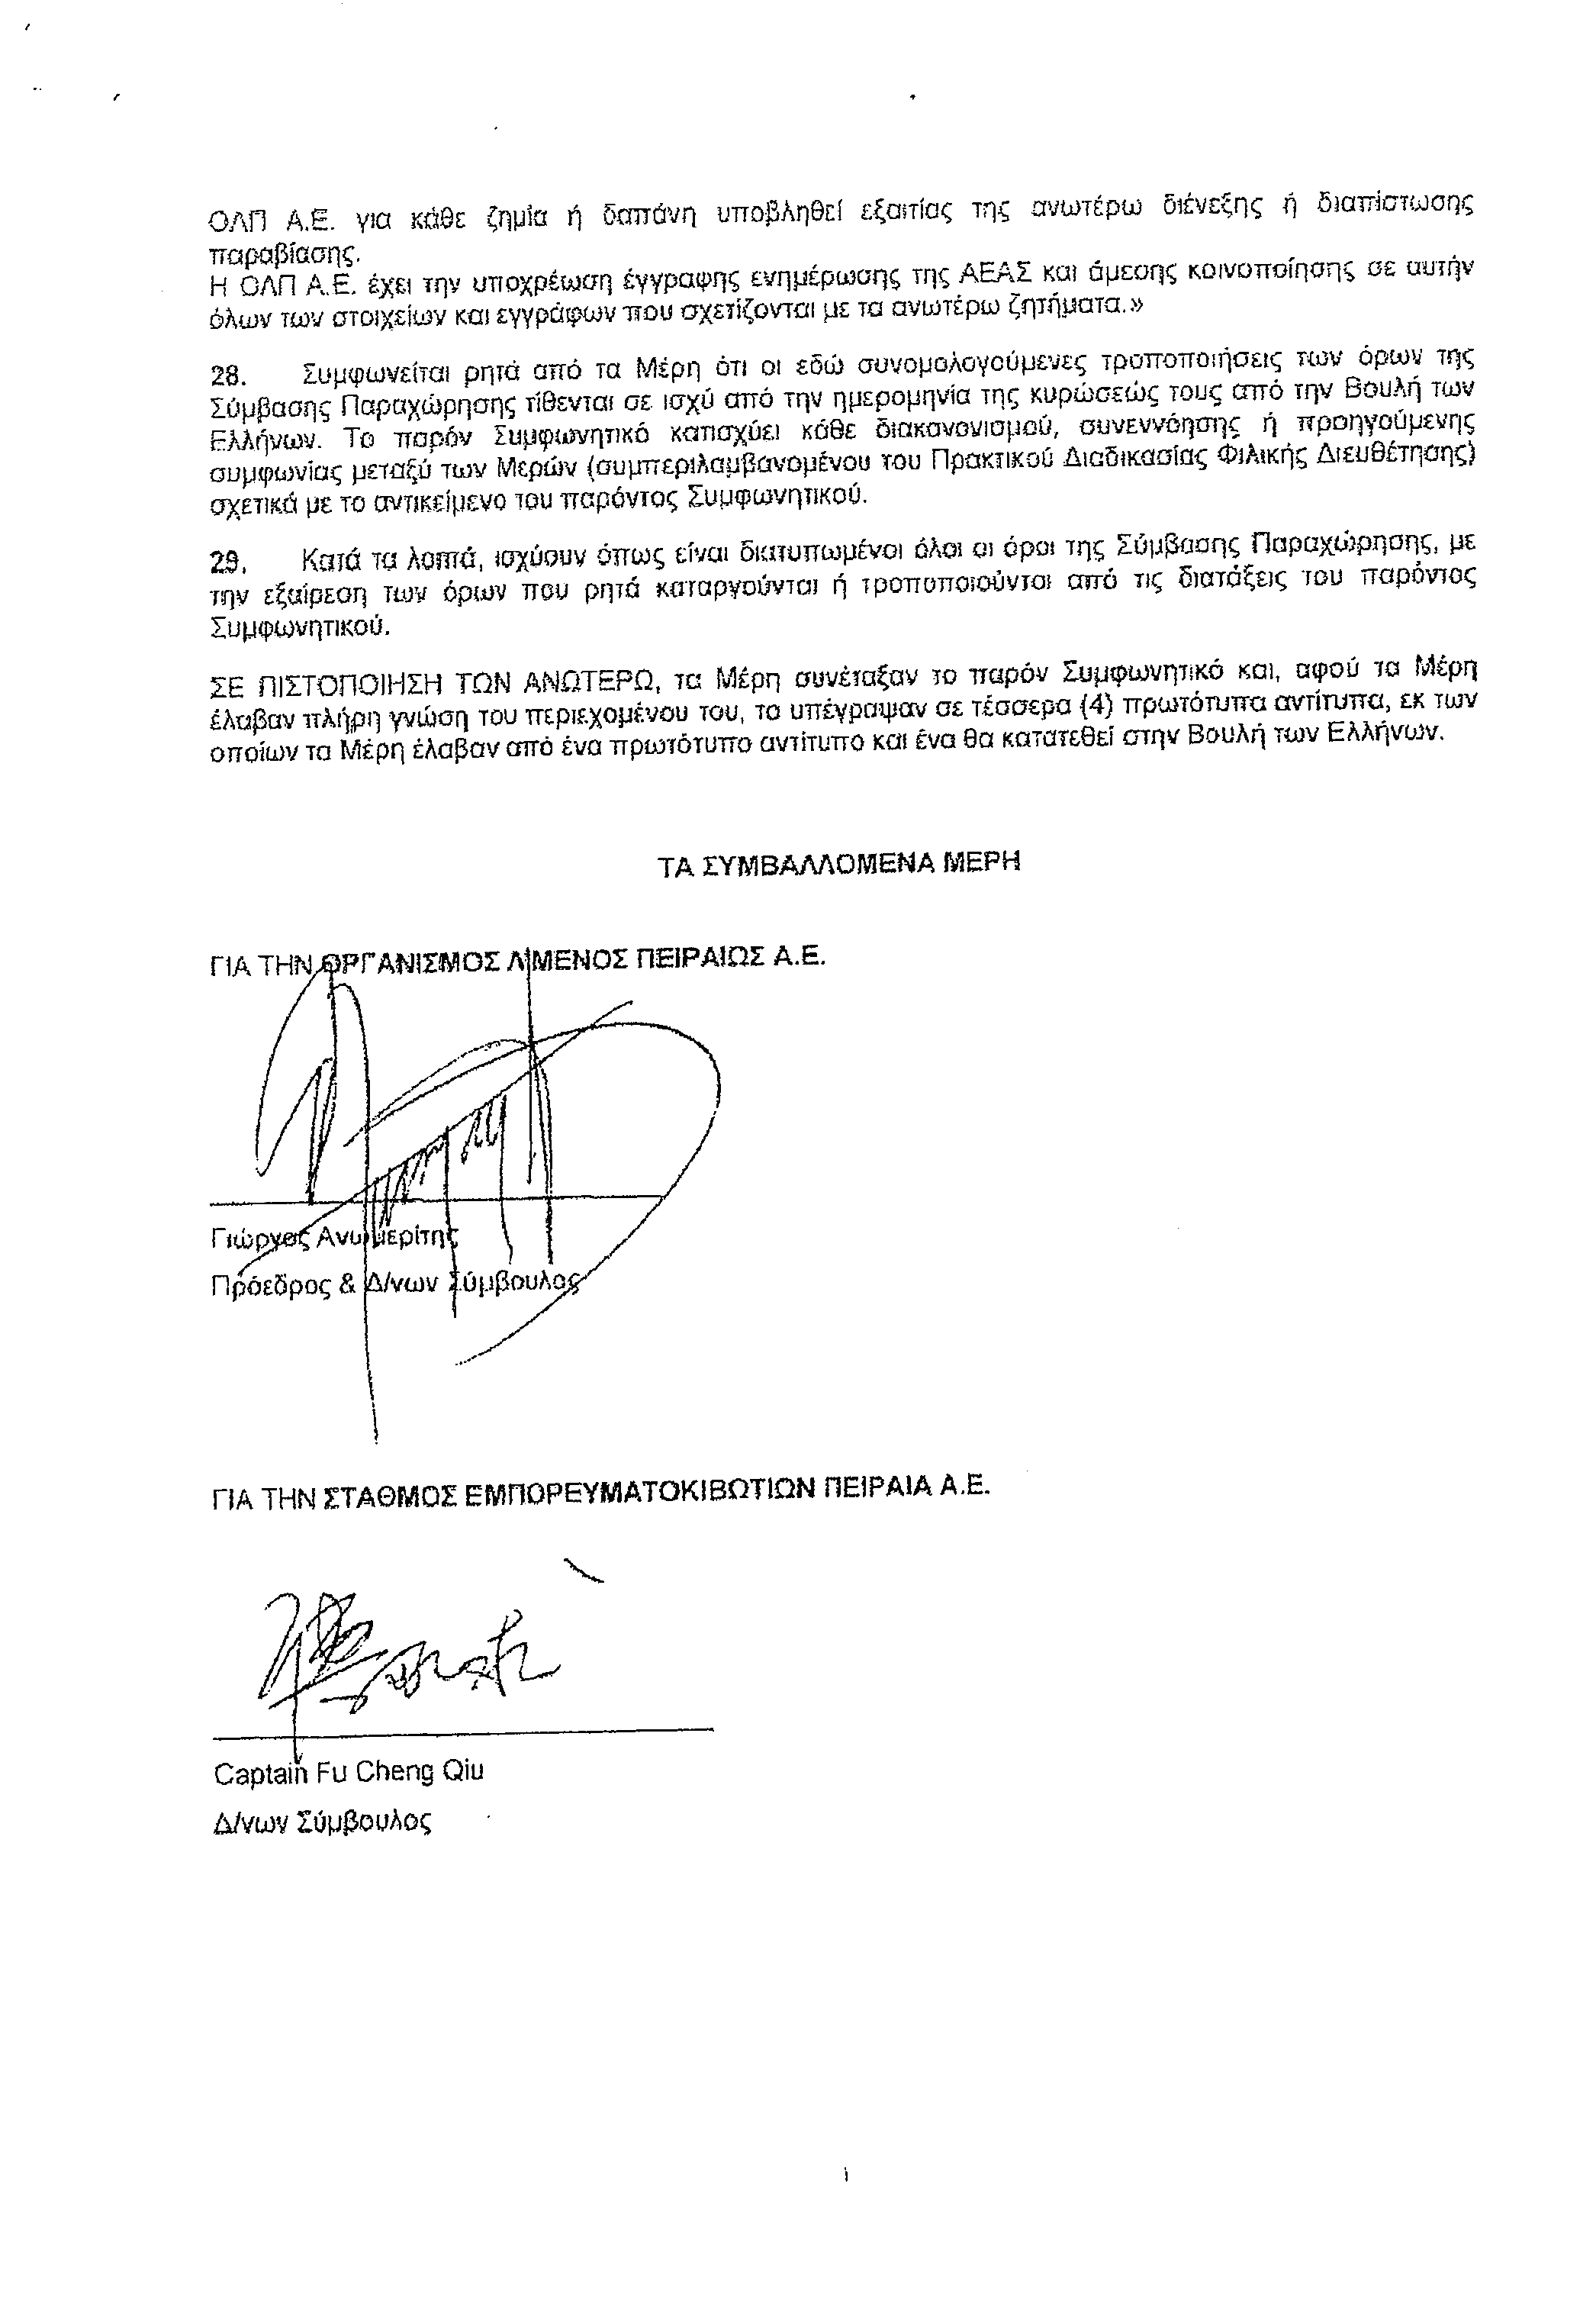 ΟΛΠ Α.Ε. για κάθε ζημία ή δαπάνη υποβληθεί εξαιτίας της ανωτέρω διένεξης ή διαπίστωσης
παραβίασης.
Η ΟΛΠ Α.Ε. έχει την υποχρέωση έγγραφης ενημέρωσης της ΑΕΑΣ και άμεσης κοινοποίησης σε αυτήν
όλων των στοιχείων και εγγράφων που σχετίζονται με τα ανωτέρω ζητήματα.»
28. Συμφωνείται ρητά από τα Μέρη ότι οι εδώ συνομολογούμενες τροποποιήσεις των όρων της
Σύμβασης Παραχώρησης τίθενται σε ισχύ από την ημερομηνία της κυρώσεώς τους από την Βουλή των
Ελλήνων. Το παρόν Συμφωνητικό κατισχύει κάθε διακανονισμού, συνεννόησης ή προηγούμενης
συμφωνίας μεταξύ των Μερών (συμπεριλαμβανομένου του Πρακτικού Διαδικασίας Φιλικής Διευθέτησης)
σχετικά με το αντικείμενο του παρόντος Συμφωνητικού.
29. Κατά τα λοιπά, ισχύουν όπως είναι διατυπωμένοι όλοι οι όροι της Σύμβασης Παραχώρησης, με
την εξαίρεση των όρων που ρητά καταργούνται ή τροποποιούνται από τις διατάξεις του παρόντος
Συμφωνητικού.
ΣΕ ΠΙΣΤΟΠΟΙΗΣΗ ΤΩΝ ΑΝΩΤΕΡΩ, τα Μέρη συνέταξαν το παρόν Συμφωνητικό και, αφού τα Μέρη
έλαβαν πλήρη γνώση του περιεχομένου του, το υπέγραψαν σε τέσσερα (4) πρωτότυπα αντίτυπα, εκ των
οποίων τα Μέρη έλαβαν από ένα πρωτότυπο αντίτυπο και ένα θα κατατεθεί στην Βουλή των Ελλήνων.
ΤΑ ΣΥΜΒΑΛΛΟΜΕΝΑ ΜΕΡΗ
ΓΙΑ ΤΗΝ ΟΡΓΑΝΙΣΜΟΣ ΛΙΜΕΝΟΣ ΠΕΙΡΑΙΩΣ Α.Ε.
Γιώργος Ανωμερίτης
Πρόεδρος & Δ/νων Σύμβουλος
ΓΙΑ ΤΗΝ ΣΤΑΘΜΟΣ ΕΜΠΟΡΕΥΜΑΤΟΚΙΒΩΤΙΩΝ ΠΕΙΡΑΙΑ Α.Ε.
Captain Fu Cheng Qiu
Δ/νων Σύμβουλος